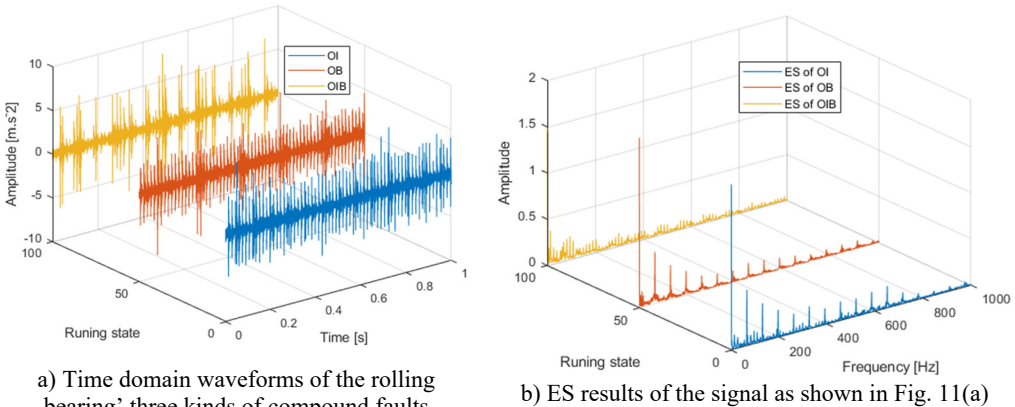 10
5
0
-5
-10
100
50
0
0
0.2
0.4
0.6
0.8
1
Amplitude [m.s^2]
Runing state
Time [s]
OI
OB
OIB
a) Time domain waveforms of the rolling
bearing' three kinds of compound faults
2
1.5
1
0.5
0
100
50
0
0
200
400
600
800
1000
Amplitude
Runing state
Frequency [Hz]
ES of OI
ES of OB
ES of OIB
b) ES results of the signal as shown in Fig. 11(a)